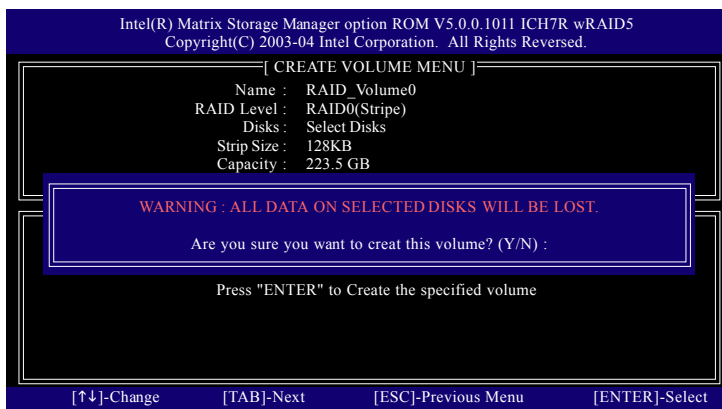 Intel(R) Matrix Storage Manager option ROM V5.0.0.1011 ICH7R wRAID5
Copyright(C) 2003-04 Intel Corporation. All Rights Reversed.
[ CREATE VOLUME MENU ]
Name : RAID_Volume0
RAID Level : RAID0(Stripe)
Disks : Select Disks
Strip Size : 128KB
Capacity : 223.5 GB
WARNING : ALL DATA ON SELECTED DISKS WILL BE LOST.
Are you sure you want to creat this volume? (Y/N) :
Press "ENTER" to Create the specified volume
[↑↓]-Change [TAB]-Next [ESC]-Previous Menu [ENTER]-Select